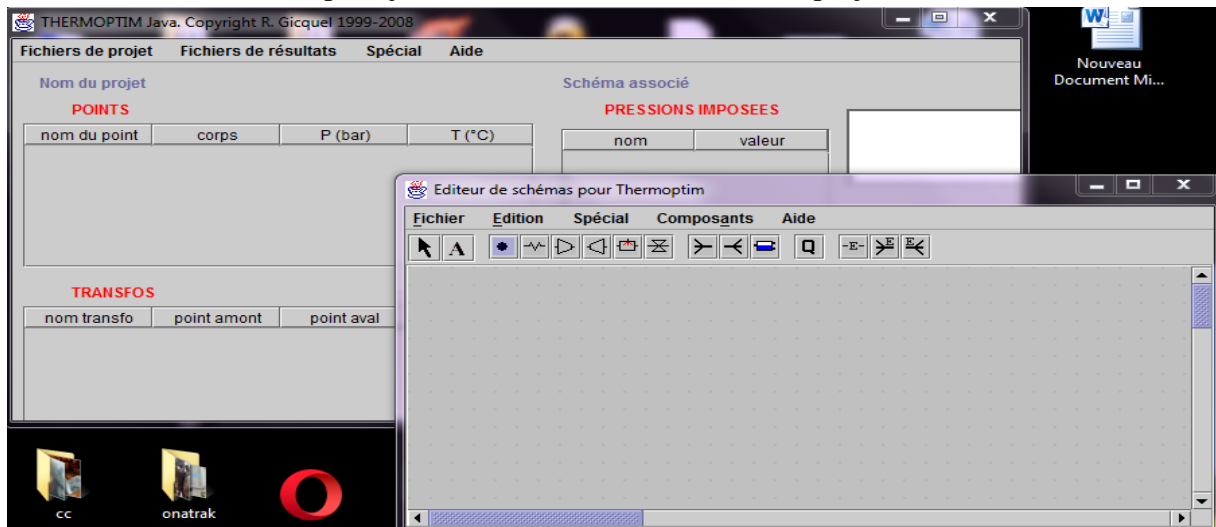 THERMOPTIM Java. Copyright R. Gicquel 1999-2008
Fichiers de projet Fichiers de résultats Spécial Aide
Nom du projet Schéma associé
POINTS PRESSIONS IMPOSEES
nom du point corps P (bar) T (°C) nom valeur
TRANSFOS
nom transfo point amont point aval
Editeur de schémas pour Thermoptim
Fichier Edition Spécial Composants Aide
A Q -E- E E
Nouveau
Document Mi...
cc onatrak